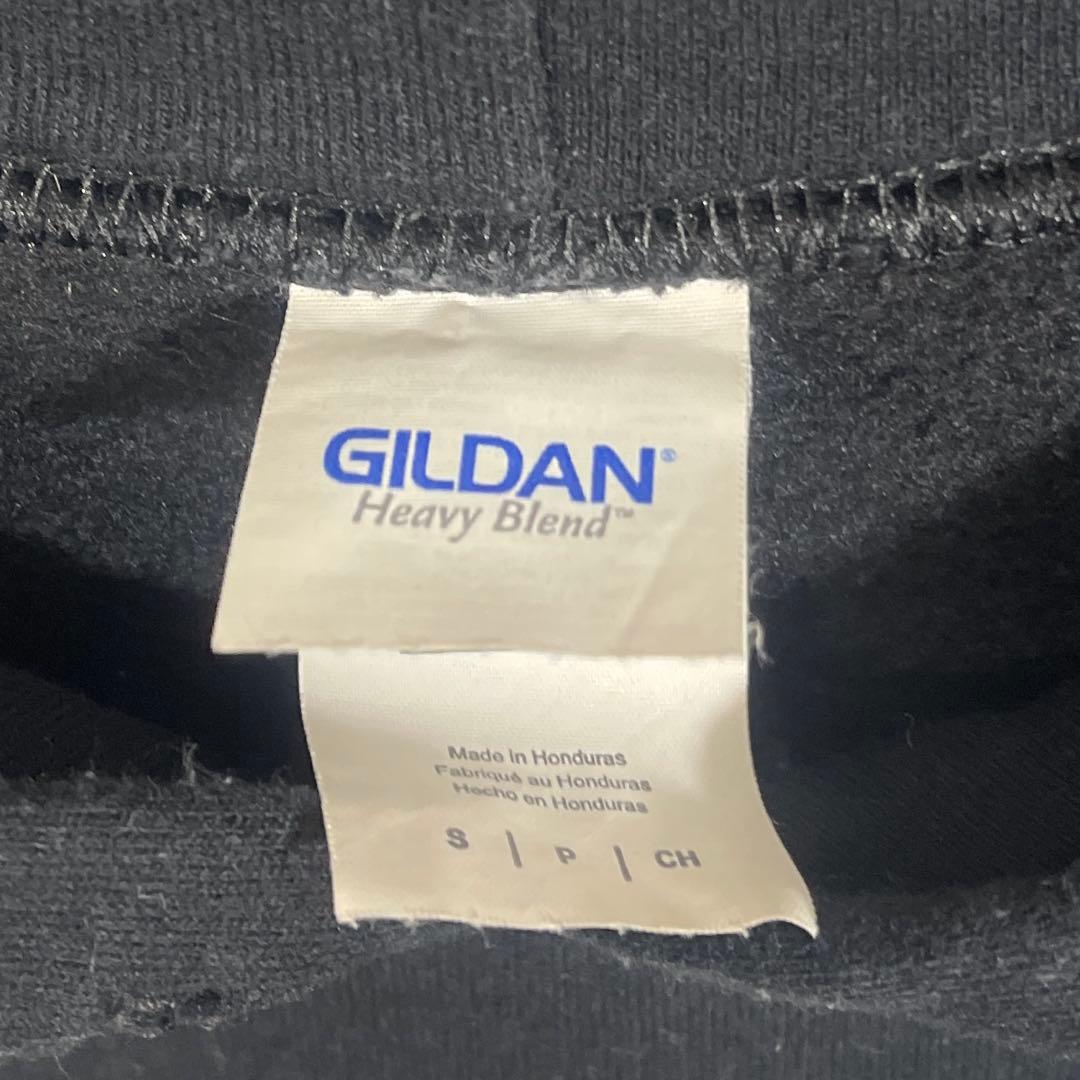 GILDAN®
Heavy Blend™
Made in Honduras
Fabriqué au Honduras
Hecho en Honduras
S | P | CH